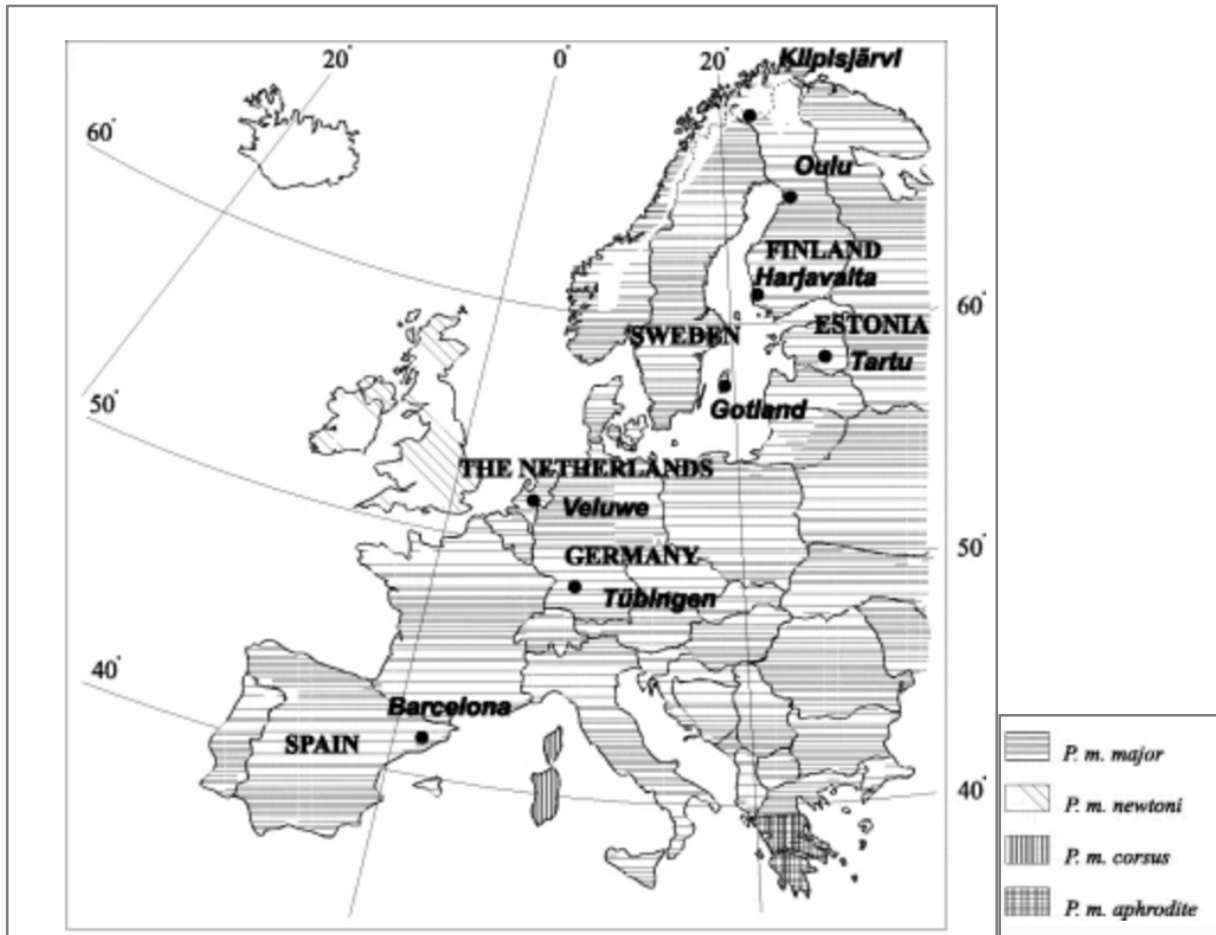 20°
0°
20°
Kilpisjärvi
60°
Oulu
FINLAND
Harjavalta
60°
ESTONIA
SWEDEN
Tartu
50°
Gotland
THE NETHERLANDS
Veluwe
50°
GERMANY
Tübingen
40°
Barcelona
SPAIN
40°
P. m. major
P. m. newtoni
P. m. corsus
P. m. aphrodite